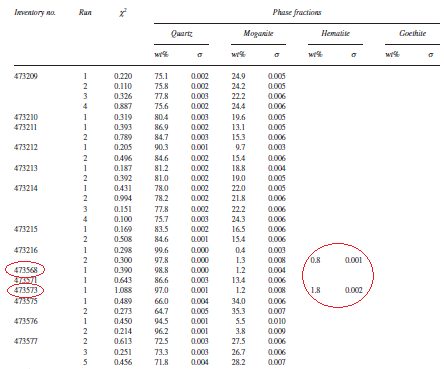 Inventory no. Run χ² Phase fractions
Quartz Moganite Hematite Goethite
wt% σ wt% σ wt% σ wt% σ
473209 1 0.220 75.1 0.002 24.9 0.005
2 0.110 75.8 0.002 24.2 0.005
3 0.326 77.8 0.003 22.2 0.006
4 0.887 75.6 0.002 24.4 0.006
473210 1 0.319 80.4 0.003 19.6 0.005
473211 1 0.393 86.9 0.002 13.1 0.005
2 0.789 84.7 0.003 15.3 0.006
473212 1 0.205 90.3 0.001 9.7 0.003
2 0.496 84.6 0.002 15.4 0.006
473213 1 0.187 81.2 0.002 18.8 0.004
2 0.392 81.0 0.002 19.0 0.005
473214 1 0.431 78.0 0.002 22.0 0.005
2 0.994 78.2 0.002 21.8 0.006
3 0.151 77.8 0.002 22.2 0.006
4 0.100 75.7 0.003 24.3 0.006
473215 1 0.169 83.5 0.002 16.5 0.006
2 0.508 84.6 0.001 15.4 0.006
473216 1 0.298 99.6 0.000 0.4 0.003
2 0.300 97.8 0.000 1.3 0.008 0.8 0.001
473568 1 0.390 98.8 0.000 1.2 0.004
473571 1 0.643 86.6 0.003 13.4 0.006
473573 1 1.088 97.0 0.001 1.2 0.008 1.8 0.002
473575 1 0.489 66.0 0.004 34.0 0.006
2 0.273 64.7 0.005 35.3 0.007
473576 1 0.450 94.5 0.001 5.5 0.010
2 0.214 96.2 0.001 3.8 0.009
473577 2 0.613 72.5 0.003 27.5 0.006
3 0.251 73.3 0.003 26.7 0.006
5 0.456 71.8 0.004 28.2 0.007